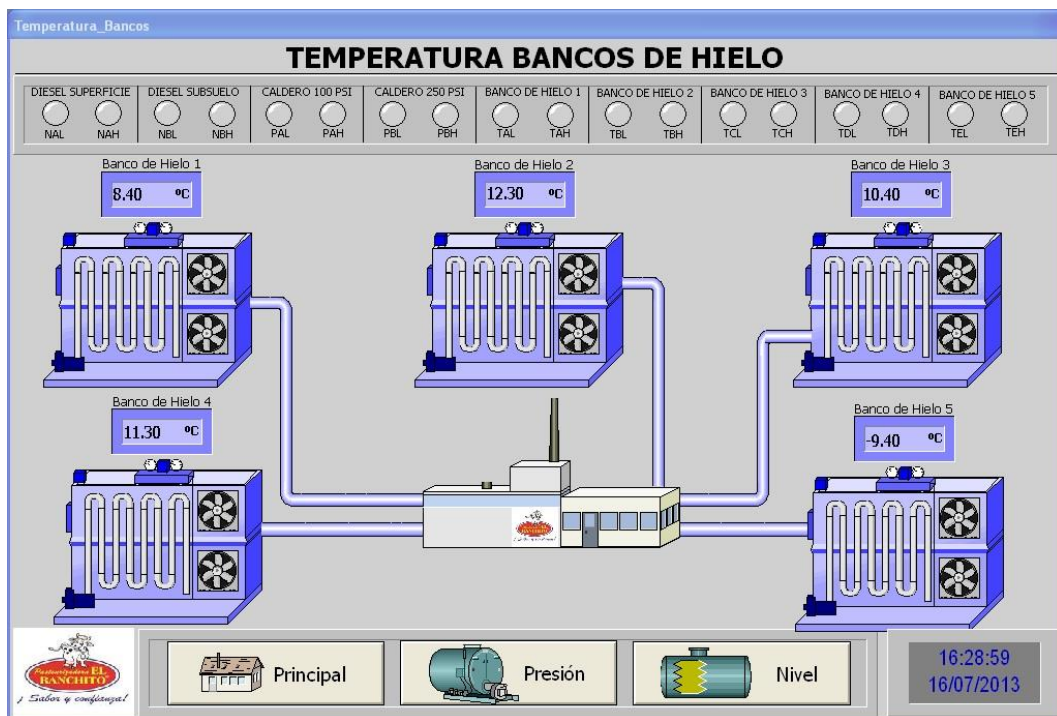 Temperatura_Bancos
TEMPERATURA BANCOS DE HIELO
DIESEL SUPERFICIE DIESEL SUBSUELO CALDERO 100 PSI CALDERO 250 PSI BANCO DE HIELO 1 BANCO DE HIELO 2 BANCO DE HIELO 3 BANCO DE HIELO 4 BANCO DE HIELO 5
NAL NAH NBL NBH PAL PAH PBL PBH TAL TAH TBL TBH TCL TCH TDL TDH TEL TEH
Banco de Hielo 1
8.40 ºC
Banco de Hielo 2
12.30 ºC
Banco de Hielo 3
10.40 ºC
Banco de Hielo 4
11.30 ºC
Banco de Hielo 5
-9.40 ºC
Pasteurizadora EL
RANCHITO
¡ Sabor y confianza!
Principal
Presión
Nivel
16:28:59
16/07/2013